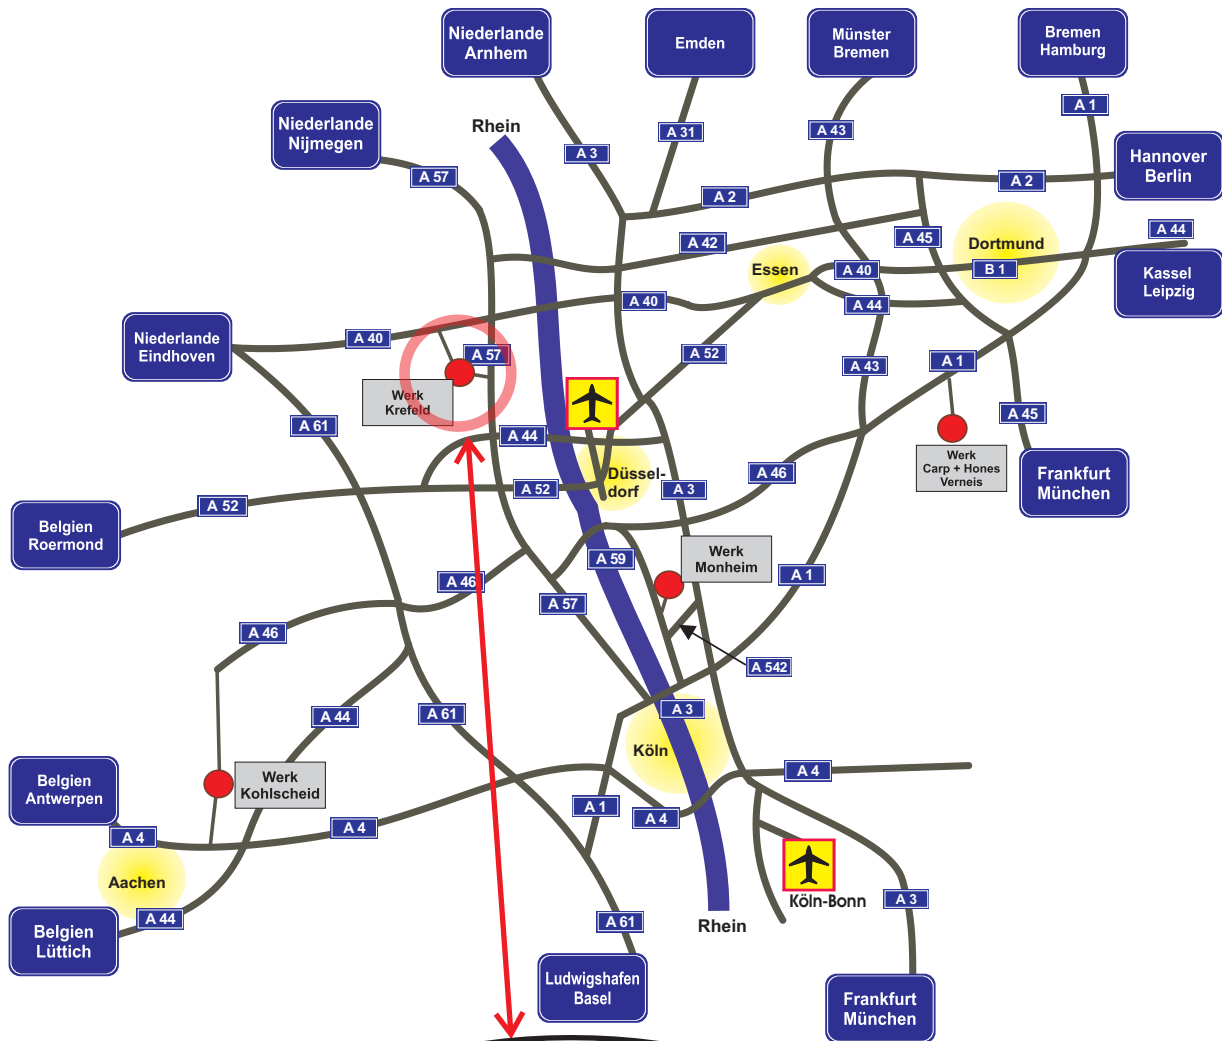 Niederlande
Arnhem
Emden
Münster
Bremen
Bremen
Hamburg
A 1
Niederlande
Nijmegen
Rhein
A 31
A 43
A 3
Hannover
Berlin
A 57
A 2
A 2
A 44
A 42
A 45
Dortmund
Essen
A 40
B 1
Kassel
Leipzig
A 40
A 44
Niederlande
Eindhoven
A 40
A 57
A 52
A 43
A 1
Werk
Krefeld
A 61
A 45
A 44
Werk
Carp + Hones
Verneis
Düssel-
dorf
A 46
Frankfurt
München
A 52
A 52
A 3
Belgien
Roermond
A 59
Werk
Monheim
A 46
A 57
A 1
A 46
A 542
A 44
A 61
A 3
Köln
Belgien
Antwerpen
Werk
Kohlscheid
A 4
A 1
A 4
A 4
A 4
Aachen
Köln-Bonn
A 3
A 44
A 61
Rhein
Belgien
Lüttich
Ludwigshafen
Basel
Frankfurt
München